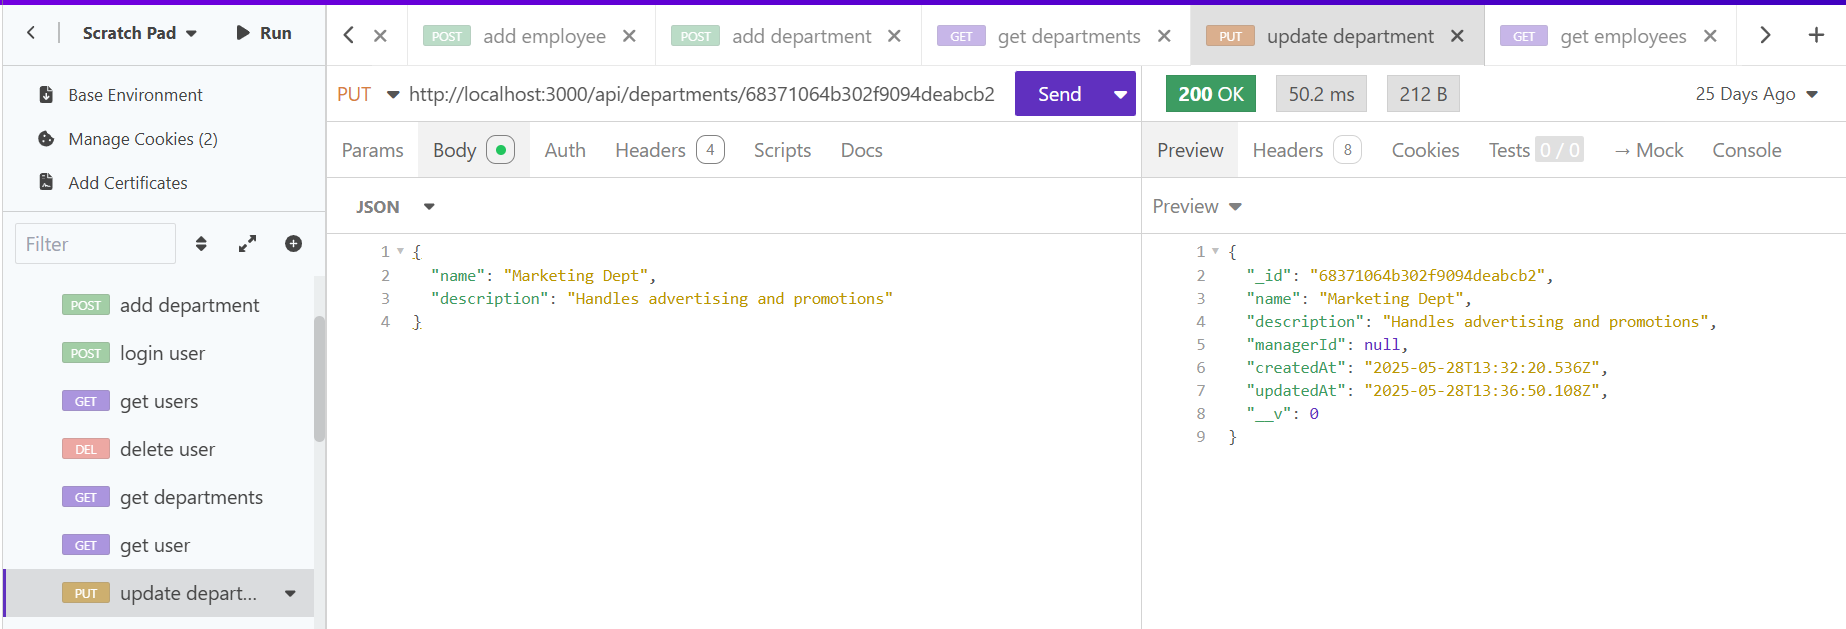 Scratch Pad
Run
Base Environment
Manage Cookies (2)
Add Certificates
Filter
POST add department
POST login user
GET get users
DEL delete user
GET get departments
GET get user
PUT update depart...
POST add employee
POST add department
GET get departments
PUT update department
GET get employees
PUT http://localhost:3000/api/departments/68371064b302f9094deabcb2 Send
Params Body Auth Headers 4 Scripts Docs
JSON
1 {
2 "name": "Marketing Dept",
3 "description": "Handles advertising and promotions"
4 }
200 OK 50.2 ms 212 B 25 Days Ago
Preview Headers 8 Cookies Tests 0 / 0 → Mock Console
Preview
1 {
2 "_id": "68371064b302f9094deabcb2",
3 "name": "Marketing Dept",
4 "description": "Handles advertising and promotions",
5 "managerId": null,
6 "createdAt": "2025-05-28T13:32:20.536Z",
7 "updatedAt": "2025-05-28T13:36:50.108Z",
8 "__v": 0
9 }